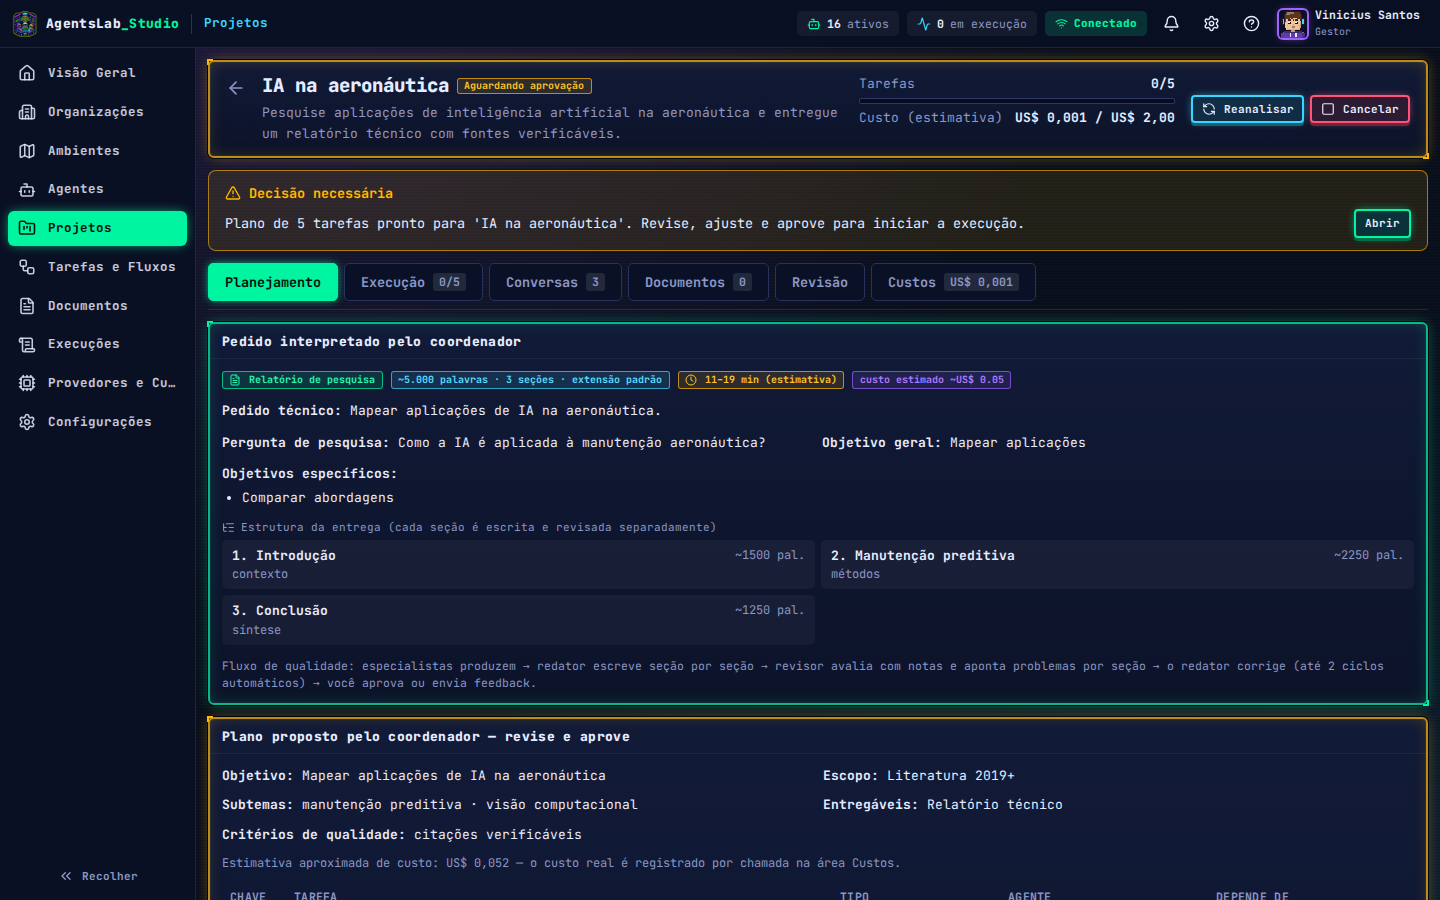 AgentsLab_Studio
Projetos
16 ativos
0 em execução
Conectado
Vinicius Santos
Gestor
Visão Geral
Organizações
Ambientes
Agentes
Projetos
Tarefas e Fluxos
Documentos
Execuções
Provedores e Cu…
Configurações
Recolher
IA na aeronáutica
Aguardando aprovação
Pesquise aplicações de inteligência artificial na aeronáutica e entregue
um relatório técnico com fontes verificáveis.
Tarefas 0/5
Custo (estimativa) US$ 0,001 / US$ 2,00
Reanalisar
Cancelar
Decisão necessária
Plano de 5 tarefas pronto para 'IA na aeronáutica'. Revise, ajuste e aprove para iniciar a execução.
Abrir
Planejamento
Execução 0/5
Conversas 3
Documentos 0
Revisão
Custos US$ 0,001
Pedido interpretado pelo coordenador
Relatório de pesquisa
~5.000 palavras · 3 seções · extensão padrão
11–19 min (estimativa)
custo estimado ~US$ 0.05
Pedido técnico: Mapear aplicações de IA na aeronáutica.
Pergunta de pesquisa: Como a IA é aplicada à manutenção aeronáutica?
Objetivo geral: Mapear aplicações
Objetivos específicos:
• Comparar abordagens
Estrutura da entrega (cada seção é escrita e revisada separadamente)
1. Introdução ~1500 pal.
contexto
2. Manutenção preditiva ~2250 pal.
métodos
3. Conclusão ~1250 pal.
síntese
Fluxo de qualidade: especialistas produzem → redator escreve seção por seção → revisor avalia com notas e aponta problemas por seção → o redator corrige (até 2 ciclos
automáticos) → você aprova ou envia feedback.
Plano proposto pelo coordenador — revise e aprove
Objetivo: Mapear aplicações de IA na aeronáutica
Escopo: Literatura 2019+
Subtemas: manutenção preditiva · visão computacional
Entregáveis: Relatório técnico
Critérios de qualidade: citações verificáveis
Estimativa aproximada de custo: US$ 0,052 — o custo real é registrado por chamada na área Custos.
CHAVE TAREFA TIPO AGENTE DEPENDE DE